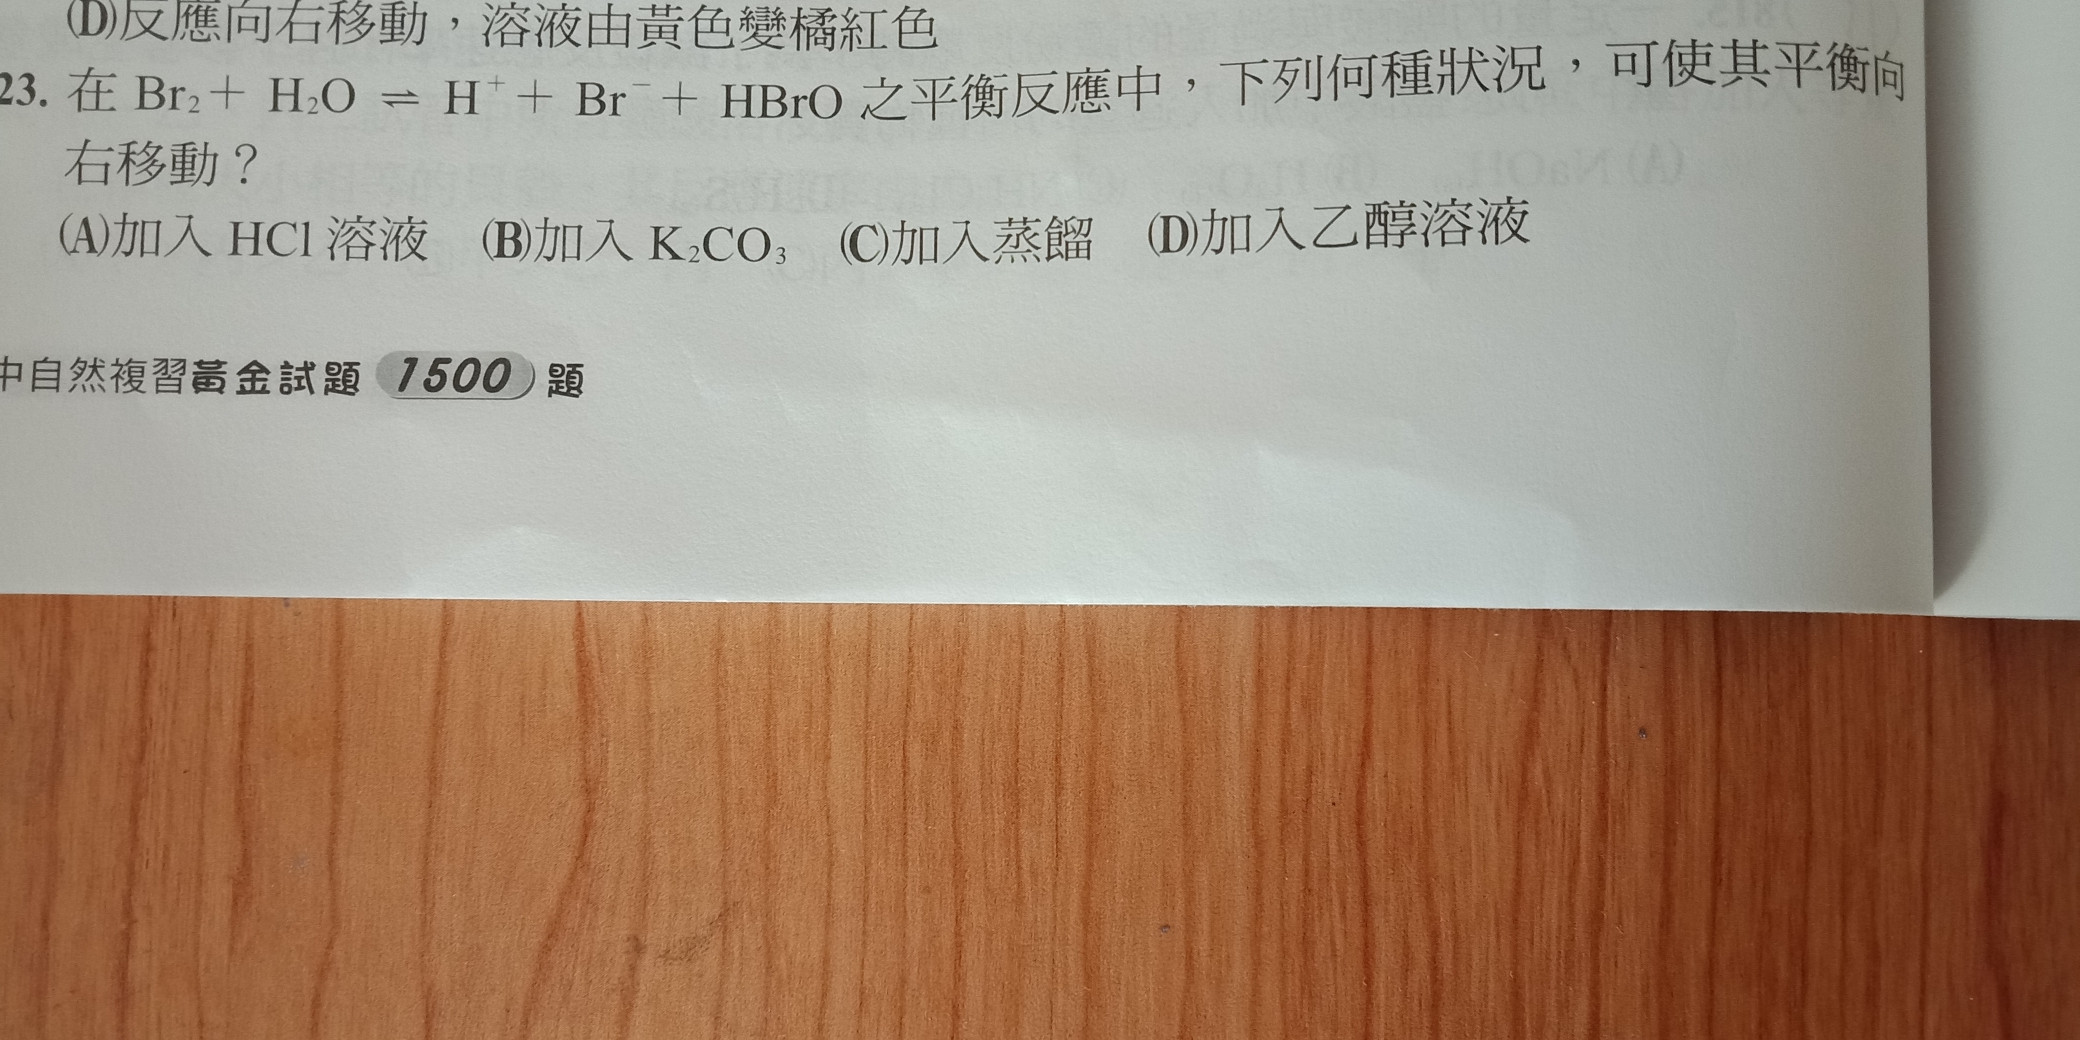 (D)反應向右移動，溶液由黃色變橘紅色
23. 在 Br₂＋ H₂O ⇌ H⁺＋ Br⁻＋ HBrO 之平衡反應中，下列何種狀況，可使其平衡向
右移動？
(A)加入 HCl 溶液 (B)加入 K₂CO₃ (C)加入蒸餾 (D)加入乙醇溶液
中自然複習黃金試題 1500 題